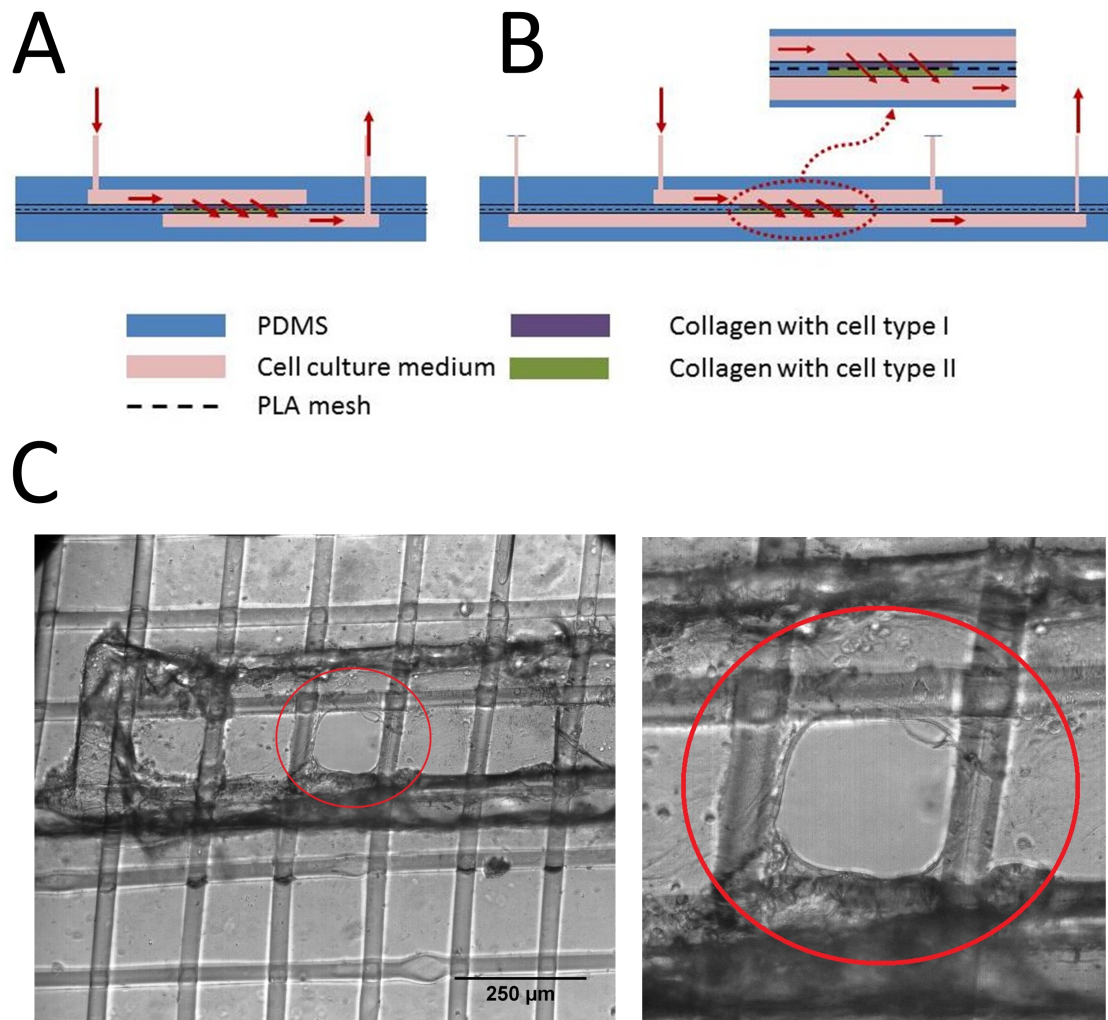 A
B
PDMS
Collagen with cell type I
Cell culture medium
Collagen with cell type II
PLA mesh
C
250 µm